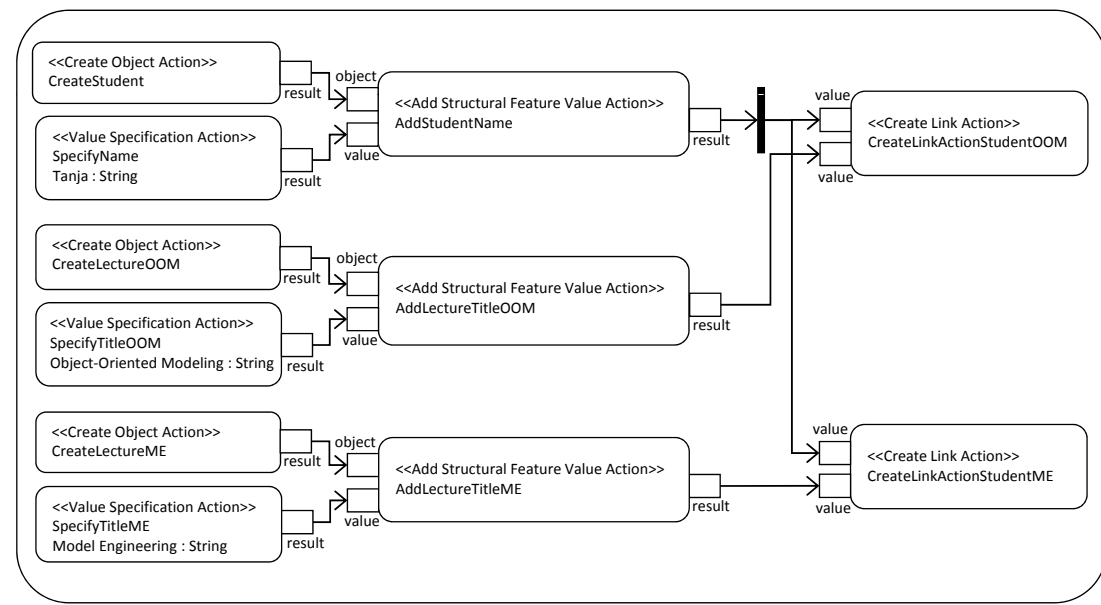 <<Create Object Action>>
CreateStudent
result
<<Value Specification Action>>
SpecifyName
Tanja : String
result
object
value
<<Add Structural Feature Value Action>>
AddStudentName
result
value
value
<<Create Link Action>>
CreateLinkActionStudentOOM
<<Create Object Action>>
CreateLectureOOM
result
<<Value Specification Action>>
SpecifyTitleOOM
Object-Oriented Modeling : String
result
object
value
<<Add Structural Feature Value Action>>
AddLectureTitleOOM
result
<<Create Object Action>>
CreateLectureME
result
<<Value Specification Action>>
SpecifyTitleME
Model Engineering : String
result
object
value
<<Add Structural Feature Value Action>>
AddLectureTitleME
result
value
value
<<Create Link Action>>
CreateLinkActionStudentME